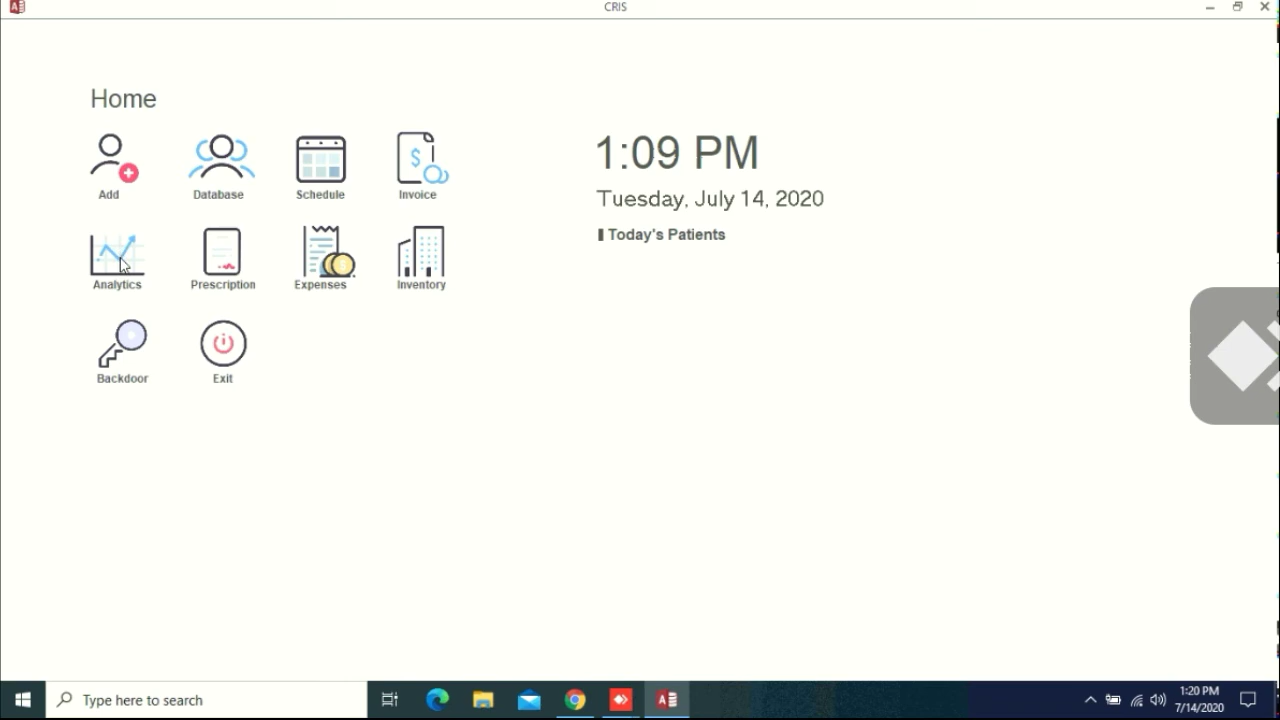 CRIS
Home
1:09 PM
Tuesday, July 14, 2020
Today's Patients
Add
Database
Schedule
Invoice
Analytics
Prescription
Expenses
Inventory
Backdoor
Exit
Type here to search
1:20 PM
7/14/2020